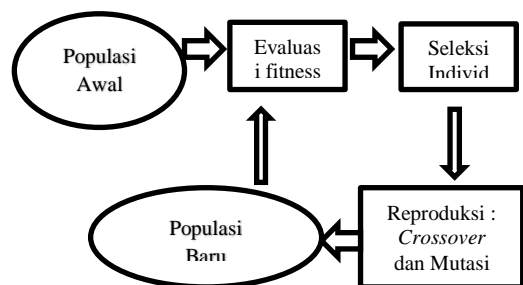 Populasi
Awal
Evaluas
i fitness
Seleksi
Individ
Reproduksi :
Crossover
dan Mutasi
Populasi
Baru